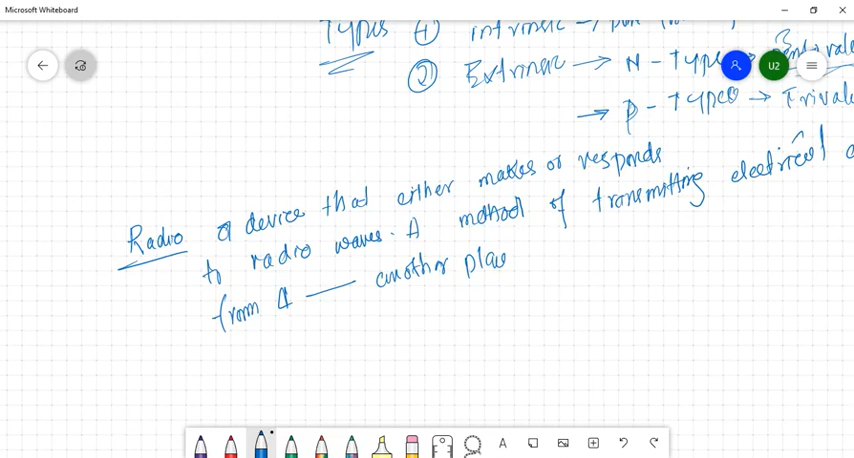 Microsoft Whiteboard
Types ① intrinsic →
② Extrinsic → N - Type
U2
→ P - Type → Trivale
Radio a device that either makes or responds
to radio waves. A method of transmitting electrical
from A — another plac
A